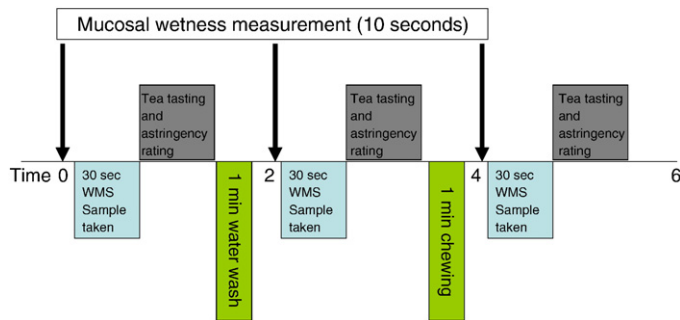 Mucosal wetness measurement (10 seconds)
Tea tasting
and
astringency
rating
Tea tasting
and
astringency
rating
Tea tasting
and
astringency
rating
Time 0
2
4
6
30 sec
WMS
Sample
taken
1 min water wash
30 sec
WMS
Sample
taken
1 min chewing
30 sec
WMS
Sample
taken